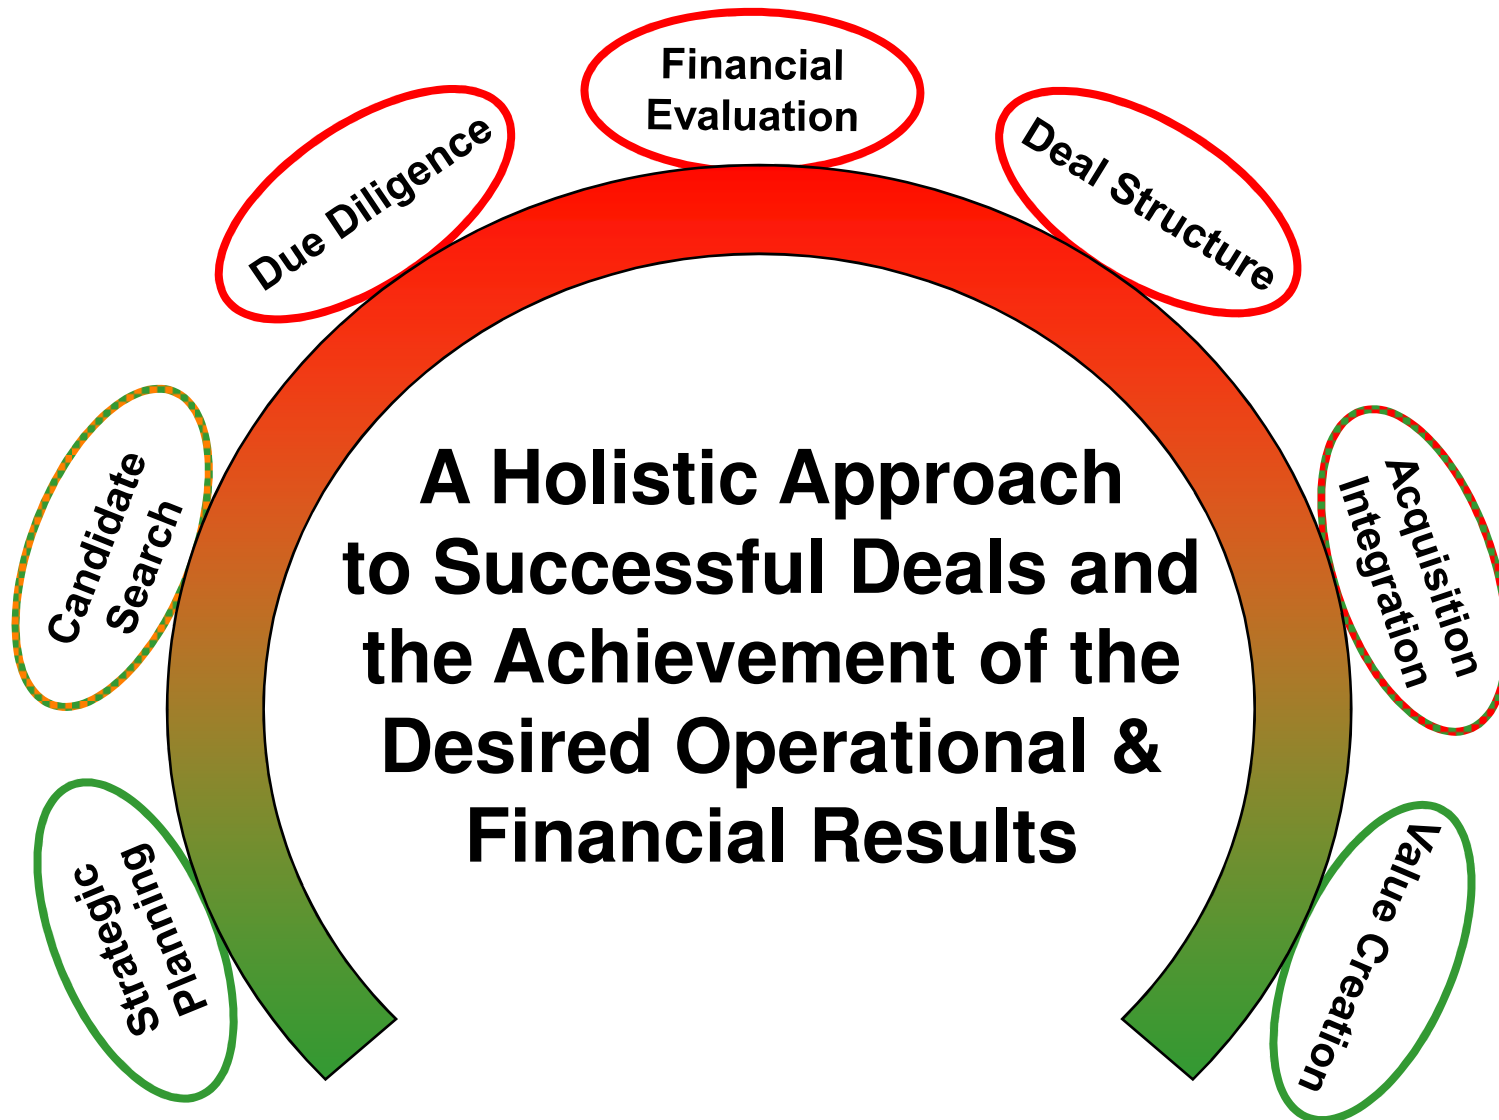 Financial
Evaluation
Due Diligence
Deal Structure
Candidate
Search
Acquisition
Integration
Strategic
Planning
Value Creation
A Holistic Approach
to Successful Deals and
the Achievement of the
Desired Operational &
Financial Results